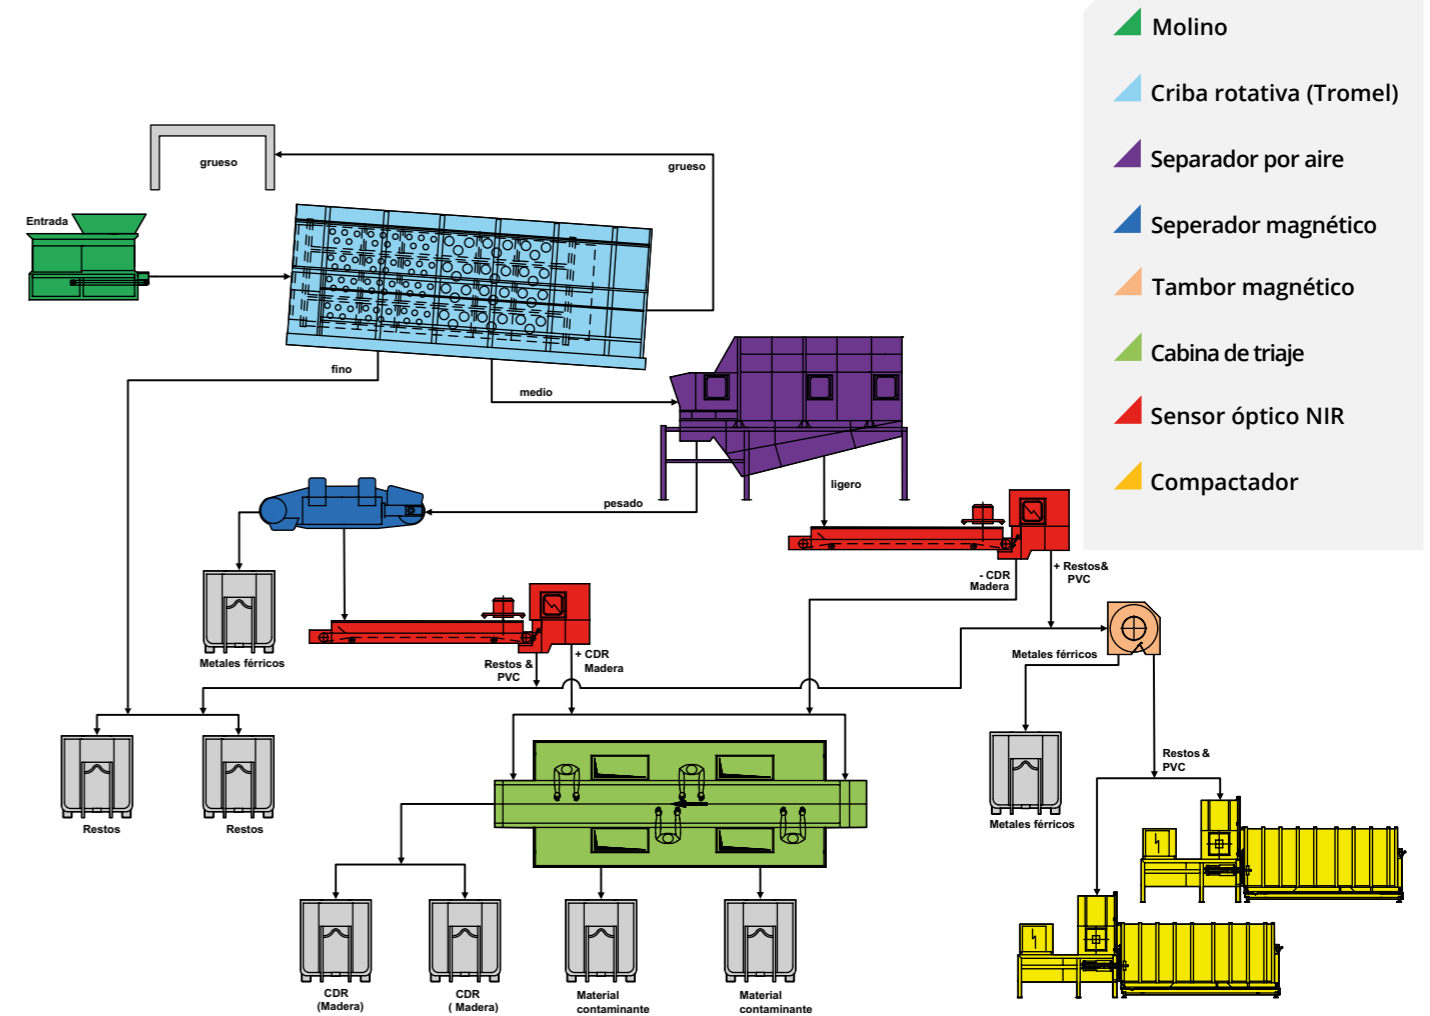 Molino
Criba rotativa (Tromel)
Separador por aire
Seperador magnético
Tambor magnético
Cabina de triaje
Sensor óptico NIR
Compactador
grueso
grueso
Entrada
fino
medio
pesado
ligero
- CDR
Madera
+ Restos&
PVC
Metales férricos
Restos &
PVC
+ CDR
Madera
Metales férricos
Restos &
PVC
Metales férricos
Restos
Restos
CDR
(Madera)
CDR
( Madera)
Material
contaminante
Material
contaminante